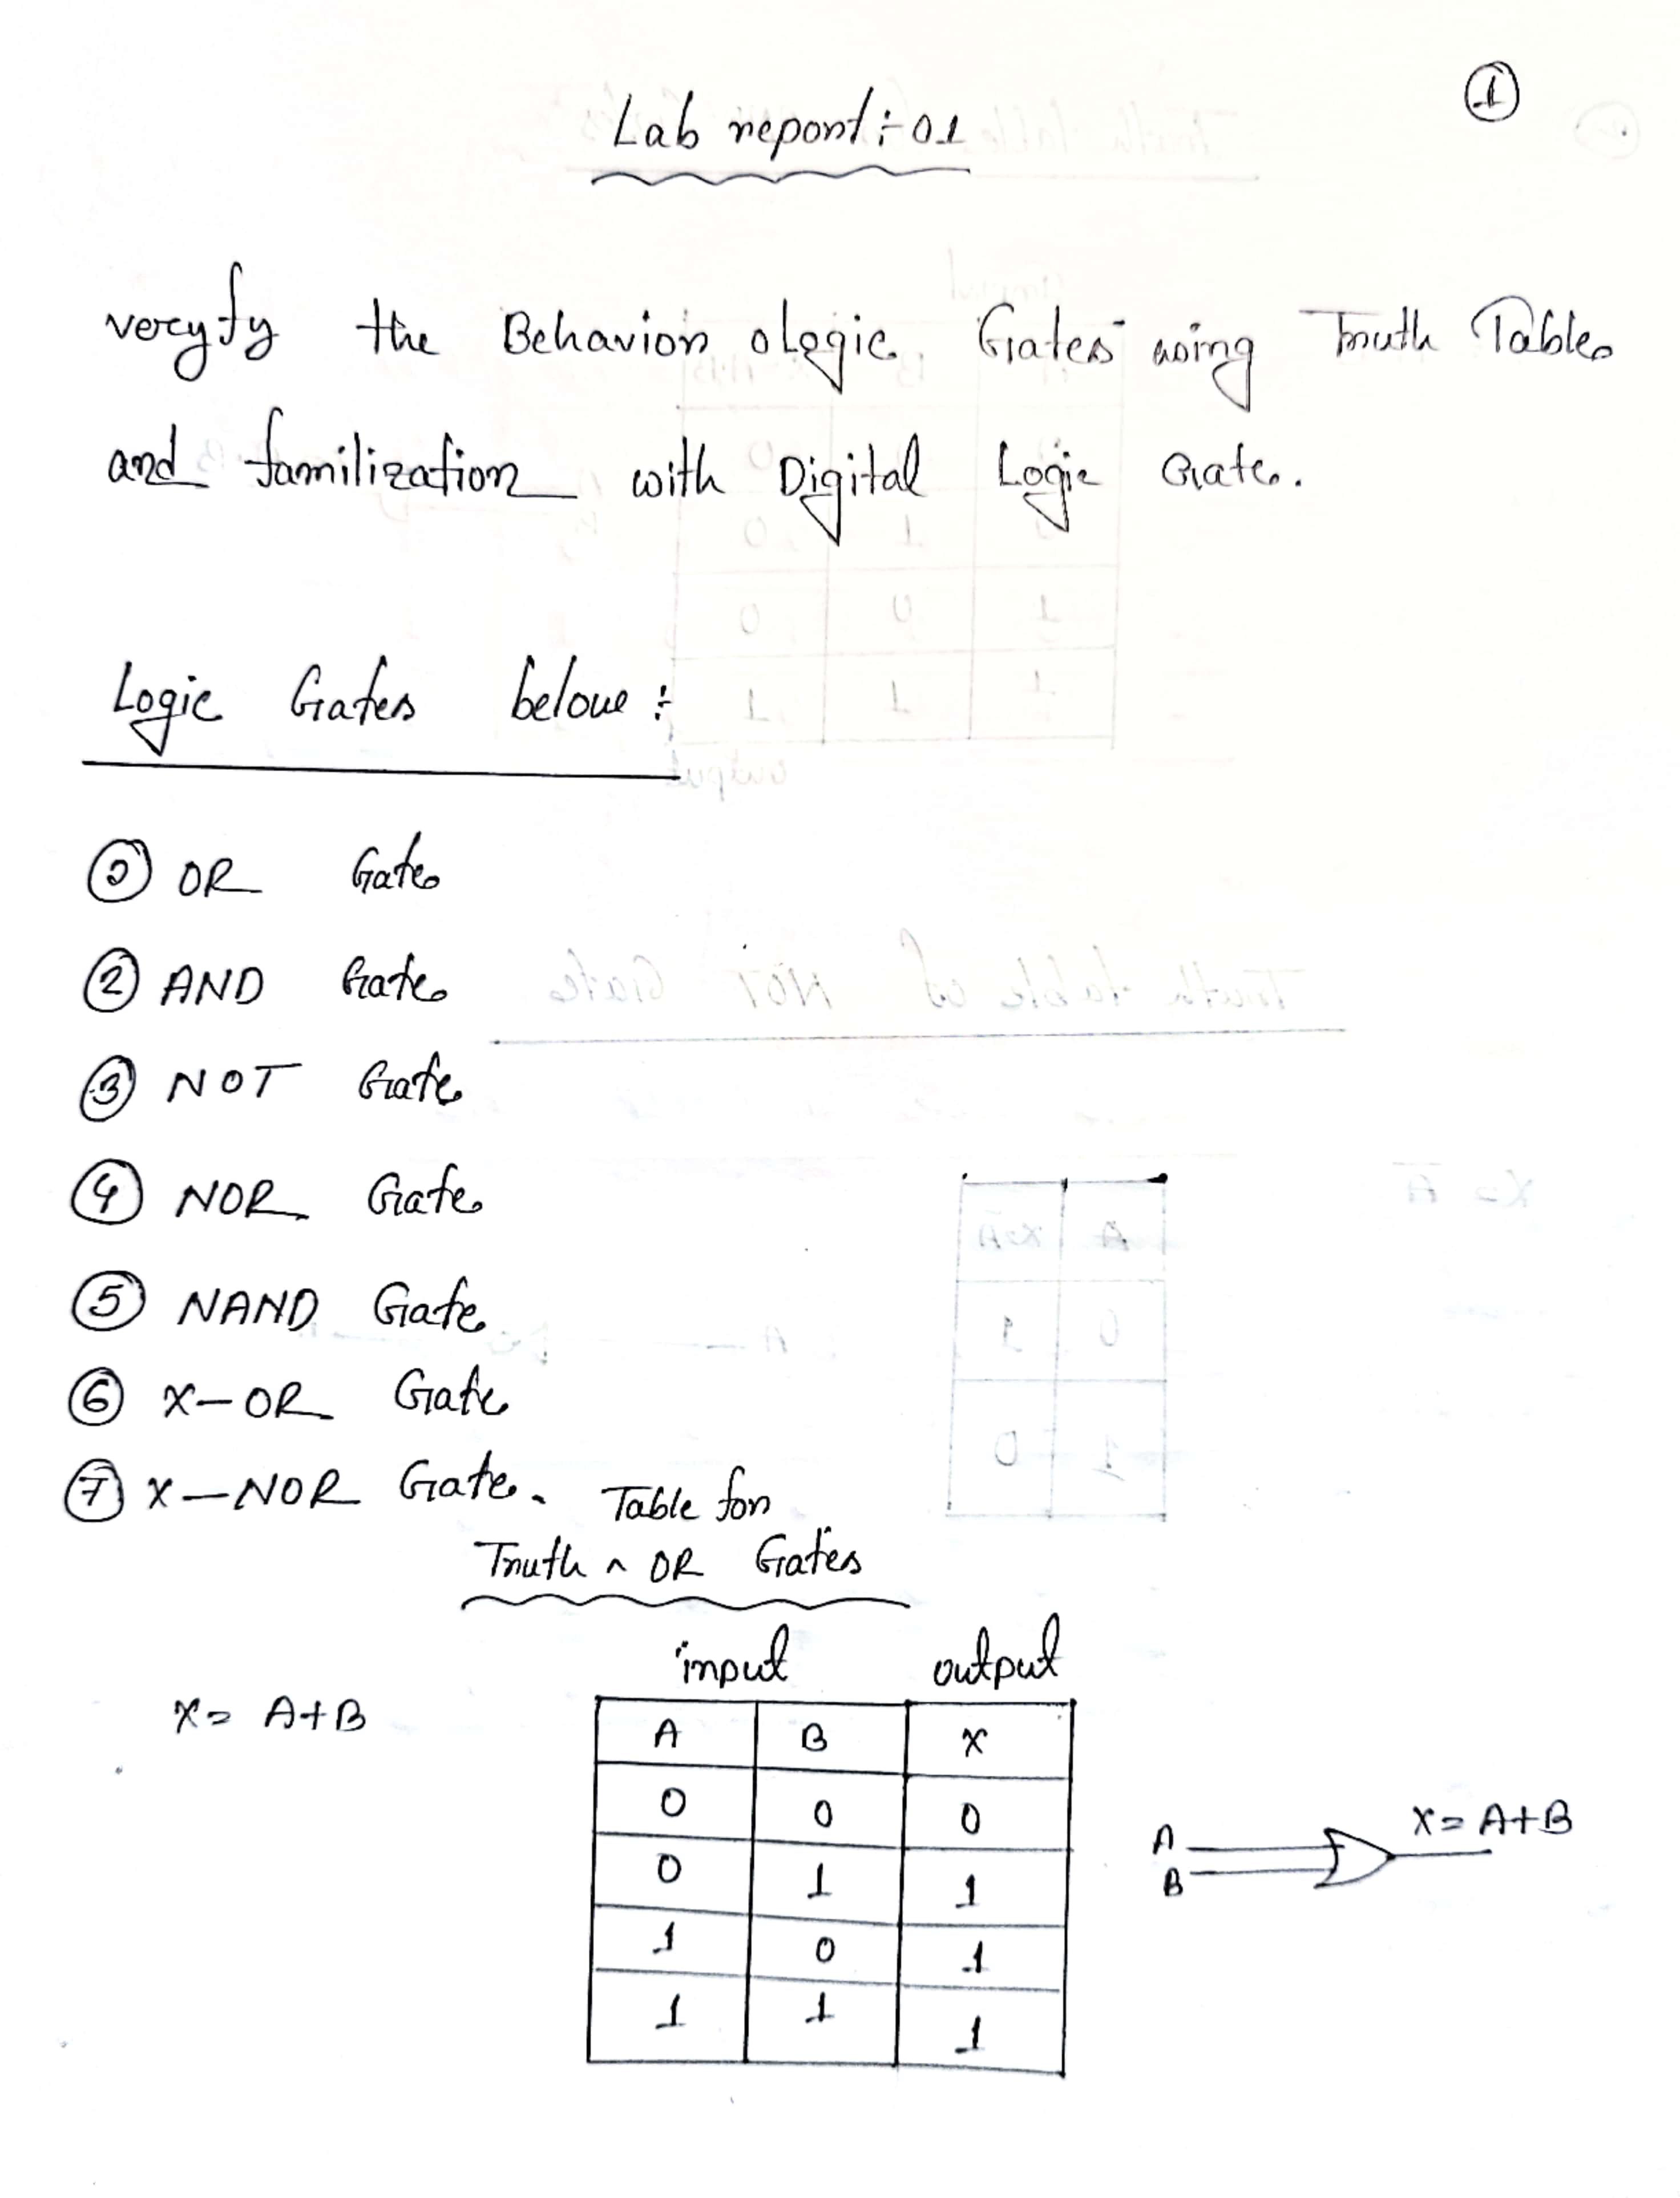 1
Lab report :- 01
veryfy the Behavior o Logic Gates using Truth Table
and familization with Digital Logic Gate.
Logic Gates beloue :
① OR Gate
② AND Gate
③ NOT Gate
④ NOR Gate
⑤ NAND Gate
⑥ X-OR Gate
⑦ X-NOR Gate.
Table for
Truth ^ OR Gates
input output
X= A+B
A B X
0 0 0
0 1 1
1 0 1
1 1 1
A
B
X= A+B